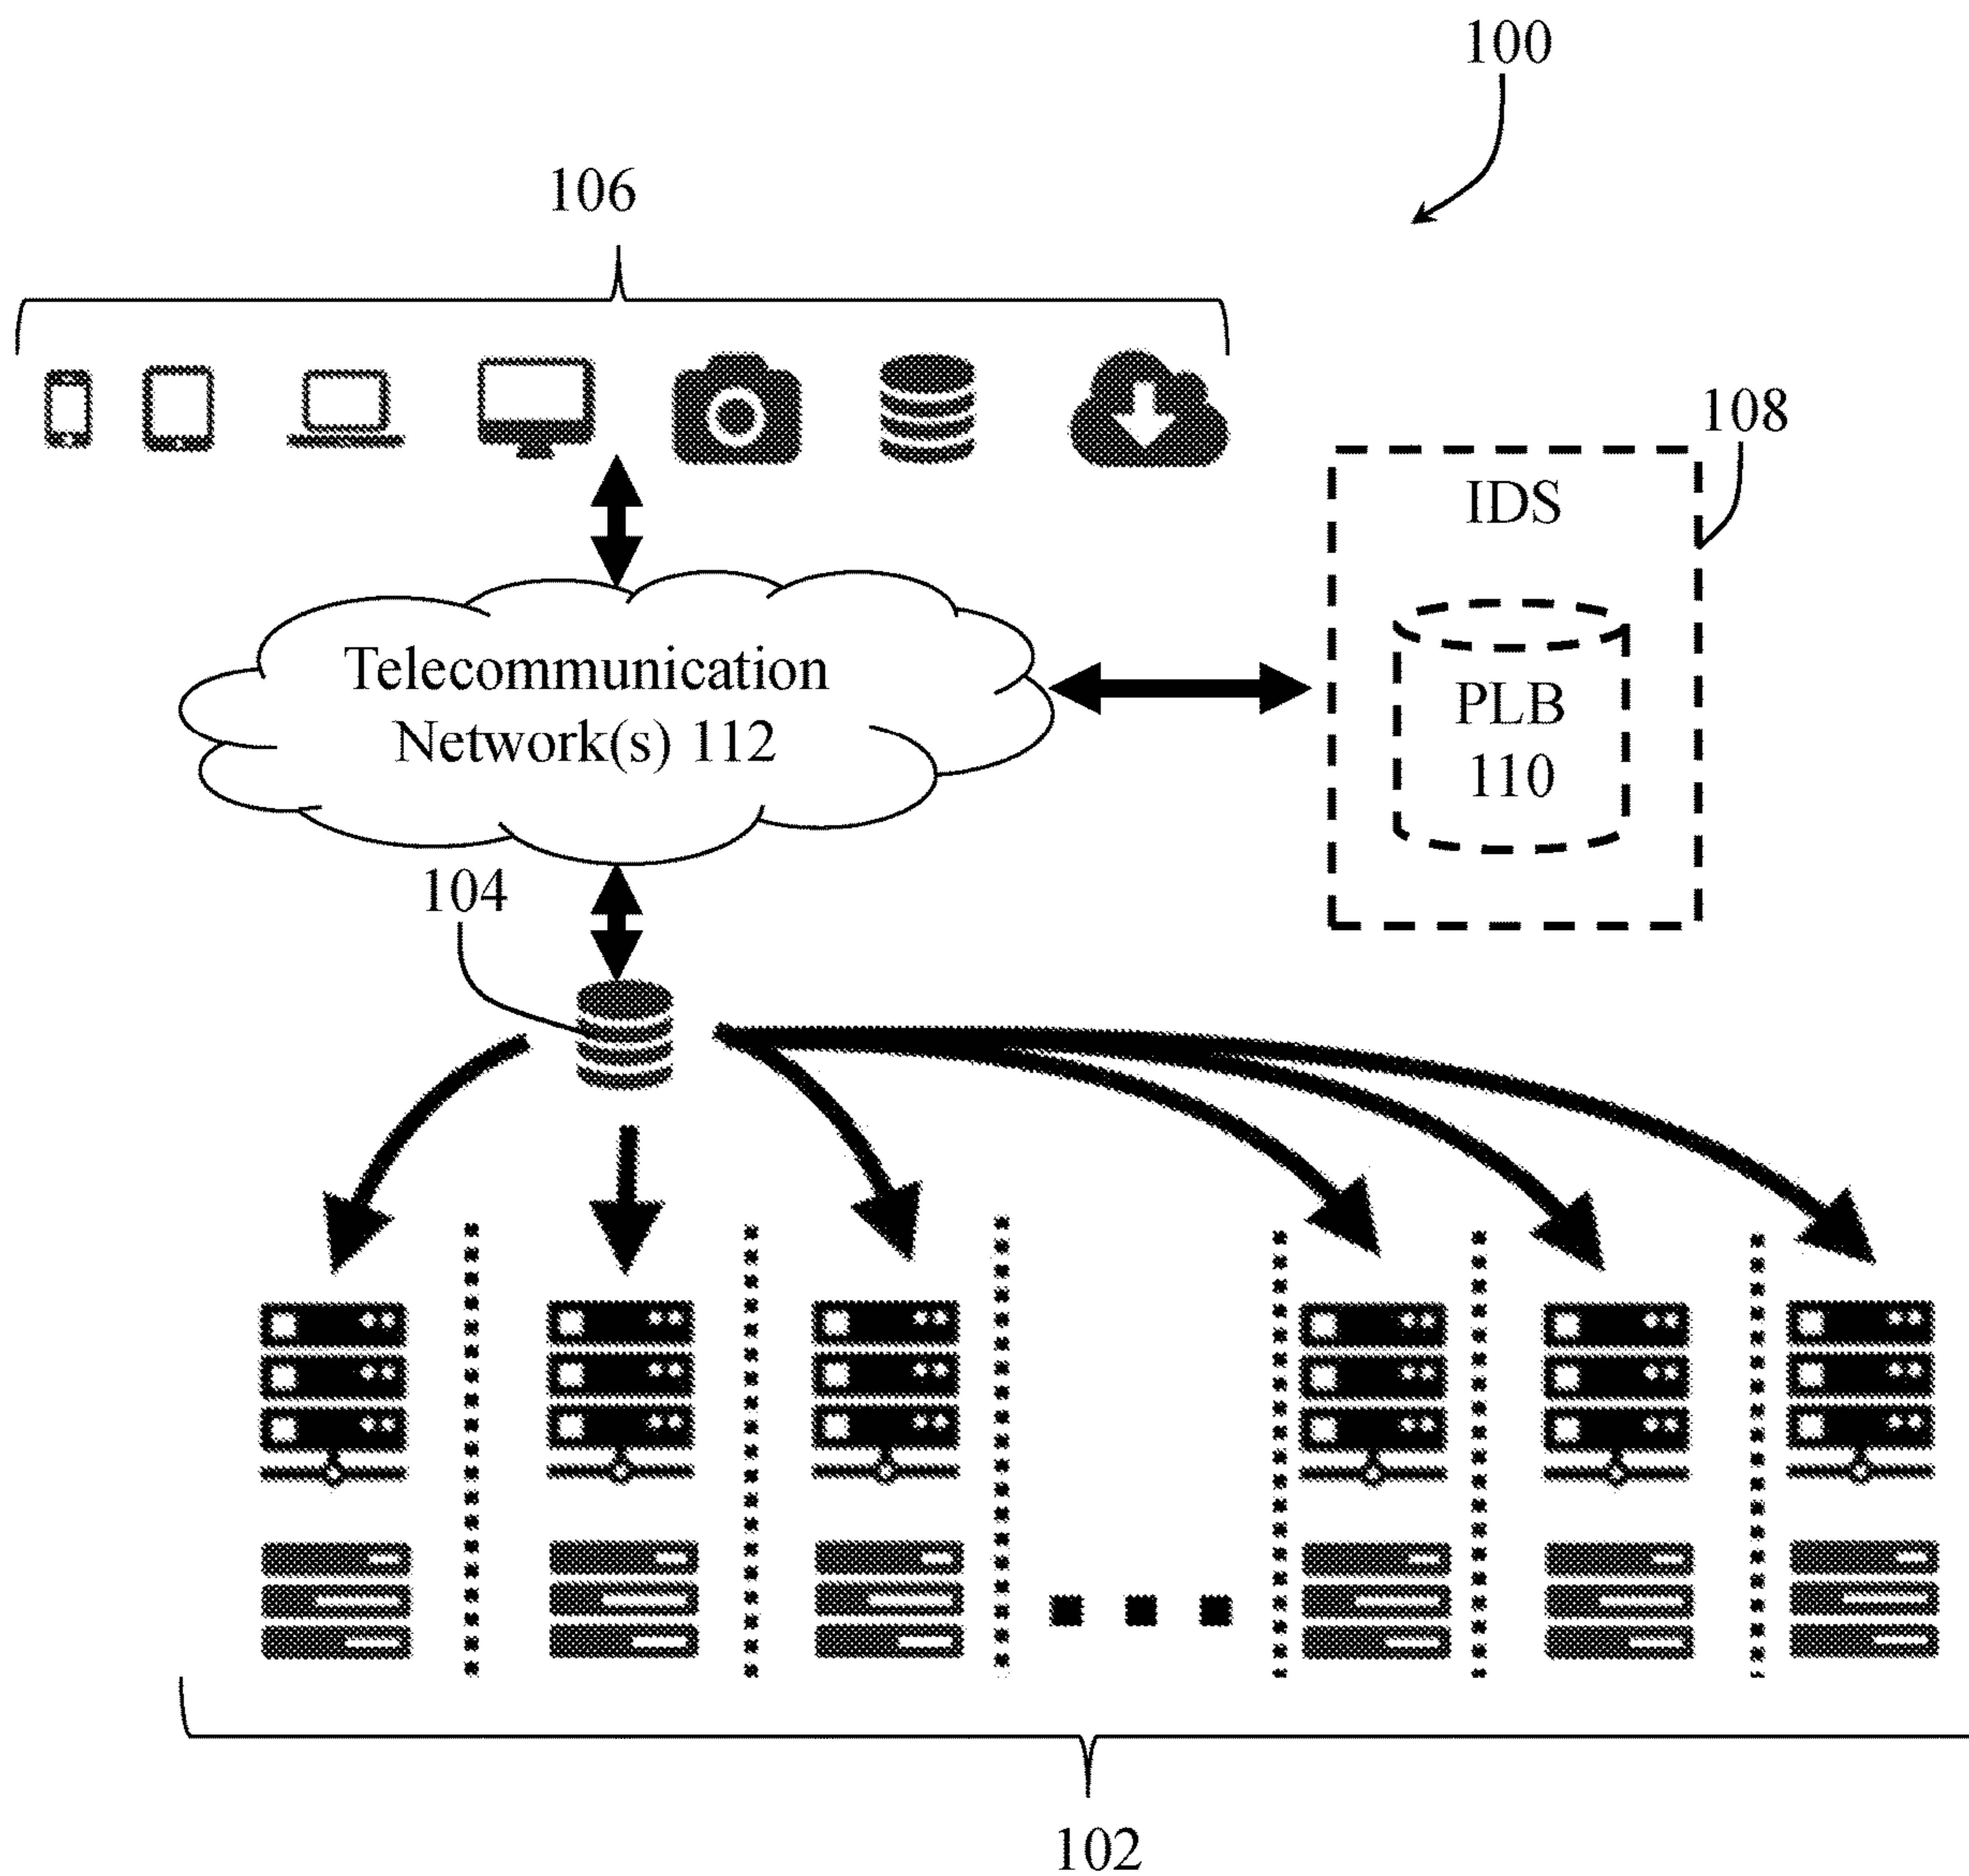 100
106
108
IDS
Telecommunication
Network(s) 112
PLB
110
104
102